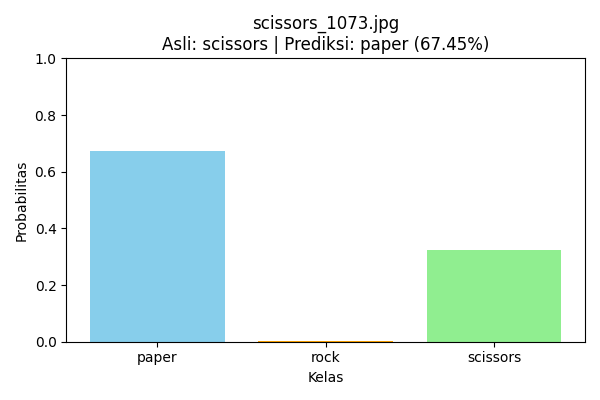 scissors_1073.jpg
Asli: scissors | Prediksi: paper (67.45%)
1.0
0.8
0.6
0.4
0.2
0.0
Probabilitas
paper rock scissors
Kelas